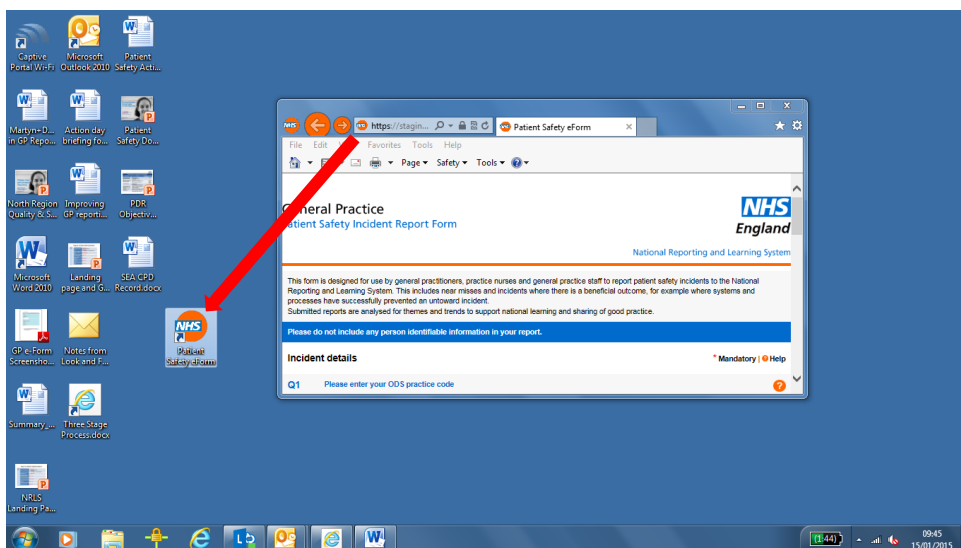 Captive Portal Wi-Fi
Microsoft Outlook 2010
Patient Safety Acti...
Martyn+D... in GP Repo...
Action day briefing fo...
Patient Safety Do...
North Region Quality & S...
Improving GP reporti...
PDR Objectiv...
Microsoft Word 2010
Landing page and G...
SEA CPD Record.docx
GP e-Form Screensho...
Notes from Look and F...
NHS
Patient Safety eForm
Summary_...
Three Stage Process.docx
NRLS Landing Pa...
NHS
https://stagin...
Patient Safety eForm
File Edit Favorites Tools Help
Page Safety Tools
General Practice
Patient Safety Incident Report Form
NHS
England
National Reporting and Learning System
This form is designed for use by general practitioners, practice nurses and general practice staff to report patient safety incidents to the National
Reporting and Learning System. This includes near misses and incidents where there is a beneficial outcome, for example where systems and
processes have successfully prevented an untoward incident.
Submitted reports are analysed for themes and trends to support national learning and sharing of good practice.
Please do not include any person identifiable information in your report.
Incident details
* Mandatory | Help
Q1 Please enter your ODS practice code
(1:44)
09:45
15/01/2015